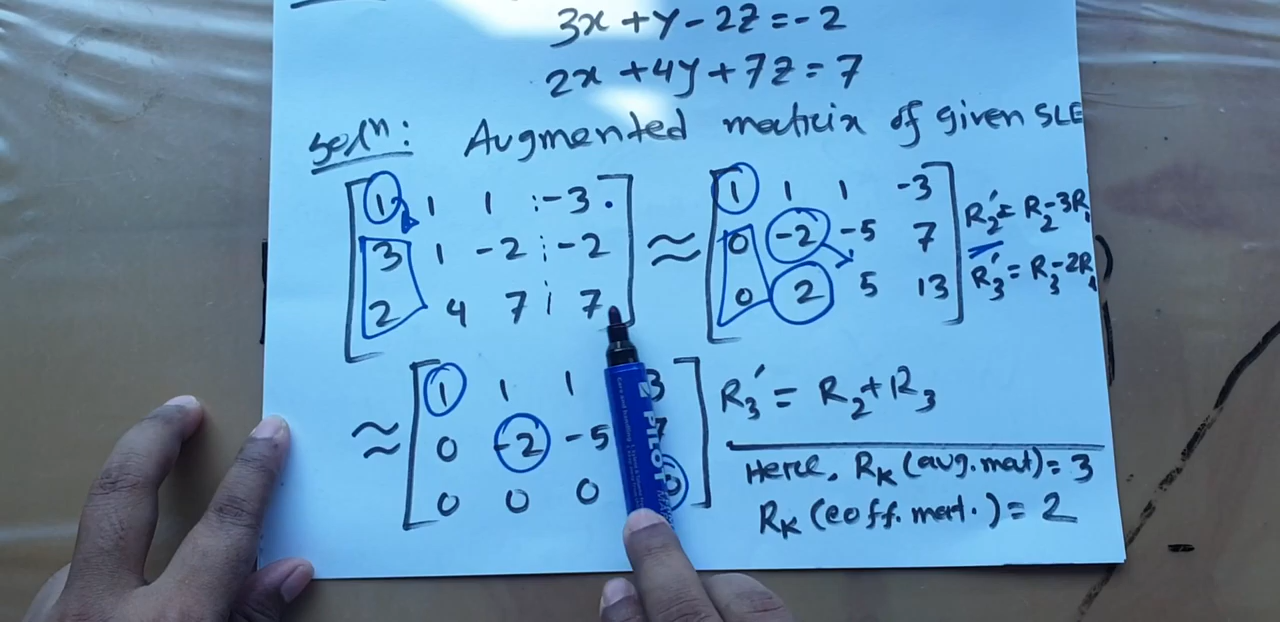 3x + y - 2z = -2
2x + 4y + 7z = 7
Solⁿ: Augmented matrix of given SLE
[ 1 1 1 : -3 . ] ≈ [ 1 1 1 -3 ]
[ 3 1 -2 : -2 ] [ 0 -2 -5 7 ] R₂' = R₂ - 3R₁
[ 2 4 7 : 7 ] [ 0 2 5 13 ] R₃' = R₃ - 2R₁
≈ [ 1 1 1 3 ] R₃' = R₂ + R₃
[ 0 -2 -5 7 ]
[ 0 0 0 ]
Here, RK (aug. mat) = 3
RK (coff. mat.) = 2
PILOT